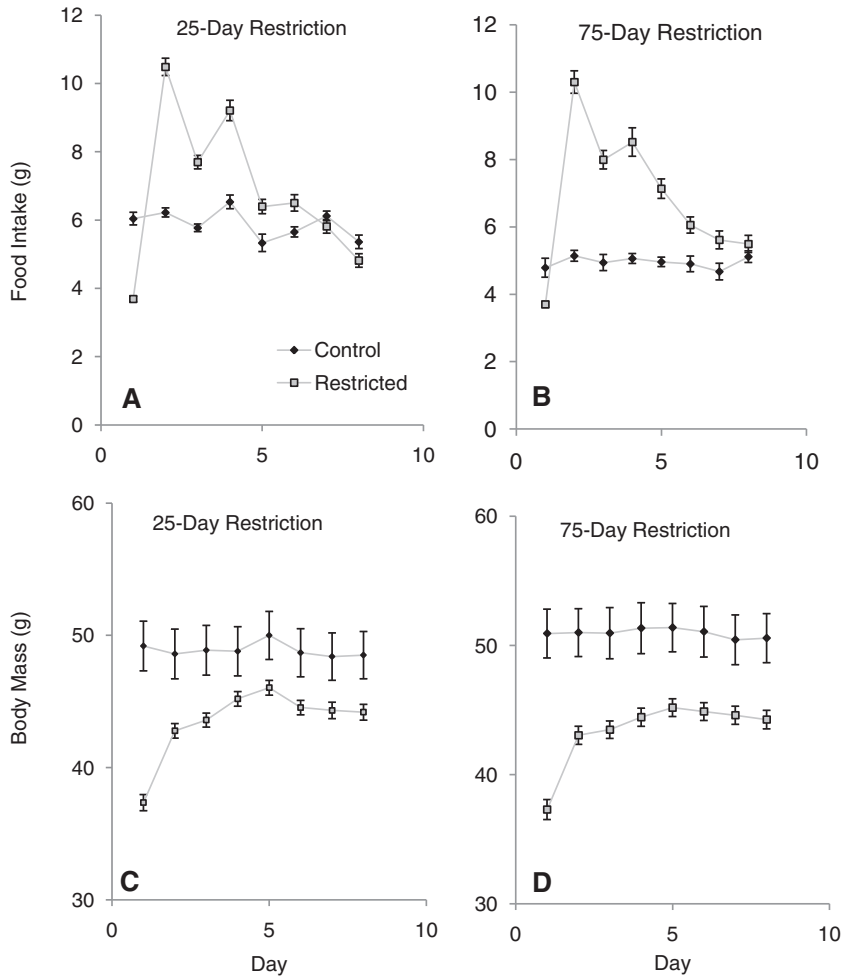 25-Day Restriction
12
10
8
6
4
2
0
0
5
10
Food Intake (g)
Control
Restricted
A
75-Day Restriction
12
10
8
6
4
2
0
0
5
10
B
25-Day Restriction
60
50
40
30
0
5
10
Body Mass (g)
Day
C
75-Day Restriction
60
50
40
30
0
5
10
Day
D